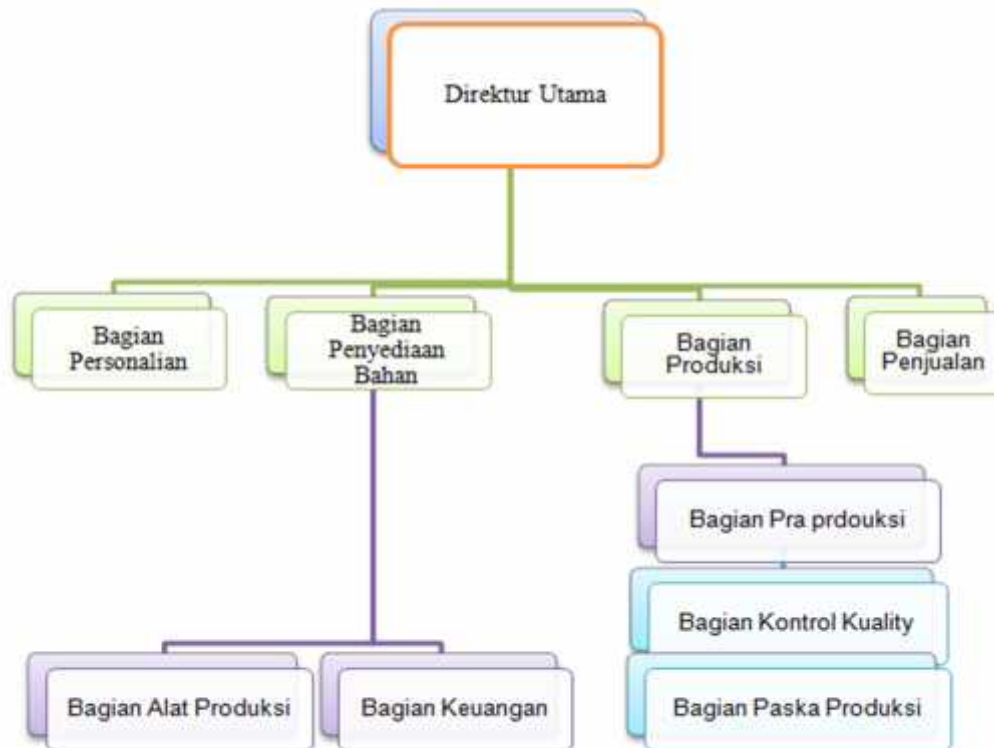 Direktur Utama
Bagian
Personalian
Bagian
Penyediaan
Bahan
Bagian
Produksi
Bagian
Penjualan
Bagian Pra prdouksi
Bagian Kontrol Kuality
Bagian Alat Produksi
Bagian Keuangan
Bagian Paska Produksi